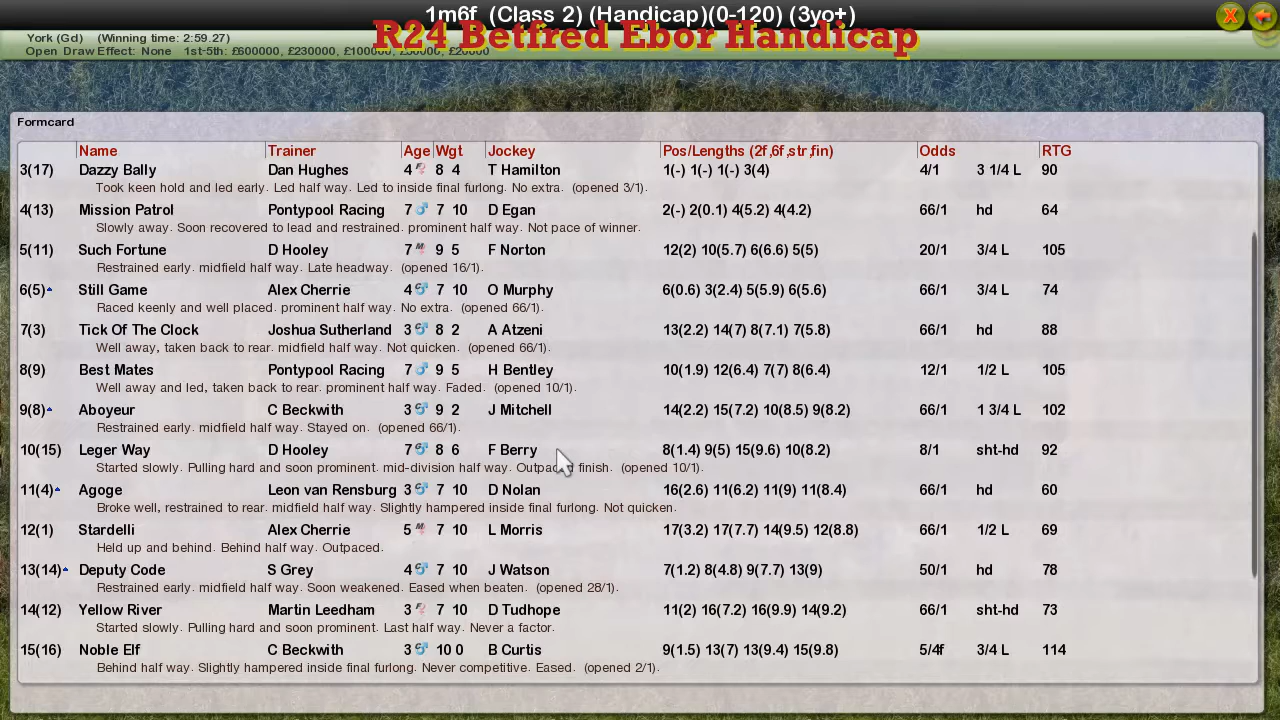 1m6f (Class 2) (Handicap)(0-120) (3yo+)
R24 Betfred Ebor Handicap
York (Gd) (Winning time: 2:59.27)
Open Draw Effect: None 1st-5th: £600000, £230000, £100000, £50000, £20000
Formcard
Name Trainer Age Wgt Jockey Pos/Lengths (2f,6f,str,fin) Odds RTG
3(17) Dazzy Bally Dan Hughes 4 F 8 4 T Hamilton 1(-) 1(-) 1(-) 3(4) 4/1 3 1/4 L 90
Took keen hold and led early. Led half way. Led to inside final furlong. No extra. (opened 3/1).
4(13) Mission Patrol Pontypool Racing 7 7 10 D Egan 2(-) 2(0.1) 4(5.2) 4(4.2) 66/1 hd 64
Slowly away. Soon recovered to lead and restrained. prominent half way. Not pace of winner.
5(11) Such Fortune D Hooley 7 M 9 5 F Norton 12(2) 10(5.7) 6(6.6) 5(5) 20/1 3/4 L 105
Restrained early. midfield half way. Late headway. (opened 16/1).
6(5) Still Game Alex Cherrie 4 7 10 O Murphy 6(0.6) 3(2.4) 5(5.9) 6(5.6) 66/1 3/4 L 74
Raced keenly and well placed. prominent half way. No extra. (opened 66/1).
7(3) Tick Of The Clock Joshua Sutherland 3 8 2 A Atzeni 13(2.2) 14(7) 8(7.1) 7(5.8) 66/1 hd 88
Well away, taken back to rear. midfield half way. Not quicken. (opened 66/1).
8(9) Best Mates Pontypool Racing 7 9 5 H Bentley 10(1.9) 12(6.4) 7(7) 8(6.4) 12/1 1/2 L 105
Well away and led, taken back to rear. prominent half way. Faded. (opened 10/1).
9(8) Aboyeur C Beckwith 3 9 2 J Mitchell 14(2.2) 15(7.2) 10(8.5) 9(8.2) 66/1 1 3/4 L 102
Restrained early. midfield half way. Stayed on. (opened 66/1).
10(15) Leger Way D Hooley 7 8 6 F Berry 8(1.4) 9(5) 15(9.6) 10(8.2) 8/1 sht-hd 92
Started slowly. Pulling hard and soon prominent. mid-division half way. finish. (opened 10/1).
11(4) Agoge Leon van Rensburg 3 7 10 D Nolan 16(2.6) 11(6.2) 11(9) 11(8.4) 66/1 hd 60
Broke well, restrained to rear. midfield half way. Slightly hampered inside final furlong. Not quicken.
12(1) Stardelli Alex Cherrie 5 M 7 10 L Morris 17(3.2) 17(7.7) 14(9.5) 12(8.8) 66/1 1/2 L 69
Held up and behind. Behind half way. Outpaced.
13(14) Deputy Code S Grey 4 7 10 J Watson 7(1.2) 8(4.8) 9(7.7) 13(9) 50/1 hd 78
Restrained early. midfield half way. Soon weakened. Eased when beaten. (opened 28/1).
14(12) Yellow River Martin Leedham 3 F 7 10 D Tudhope 11(2) 16(7.2) 16(9.9) 14(9.2) 66/1 sht-hd 73
Started slowly. Pulling hard and soon prominent. Last half way. Never a factor.
15(16) Noble Elf C Beckwith 3 10 0 B Curtis 9(1.5) 13(7) 13(9.4) 15(9.8) 5/4f 3/4 L 114
Behind half way. Slightly hampered inside final furlong. Never competitive. Eased. (opened 2/1).